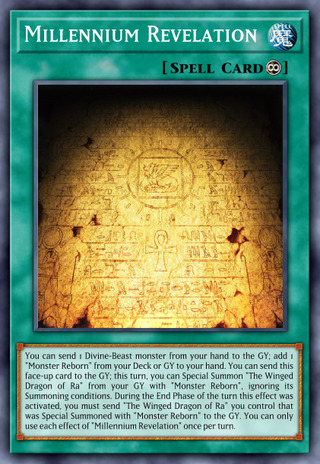 Millennium Revelation 魔
[Spell Card]
You can send 1 Divine-Beast monster from your hand to the GY; add 1
"Monster Reborn" from your Deck or GY to your hand. You can send this
face-up card to the GY; this turn, you can Special Summon "The Winged
Dragon of Ra" from your GY with "Monster Reborn", ignoring its
Summoning conditions. During the End Phase of the turn this effect was
activated, you must send "The Winged Dragon of Ra" you control that
was Special Summoned with "Monster Reborn" to the GY. You can only
use each effect of "Millennium Revelation" once per turn.